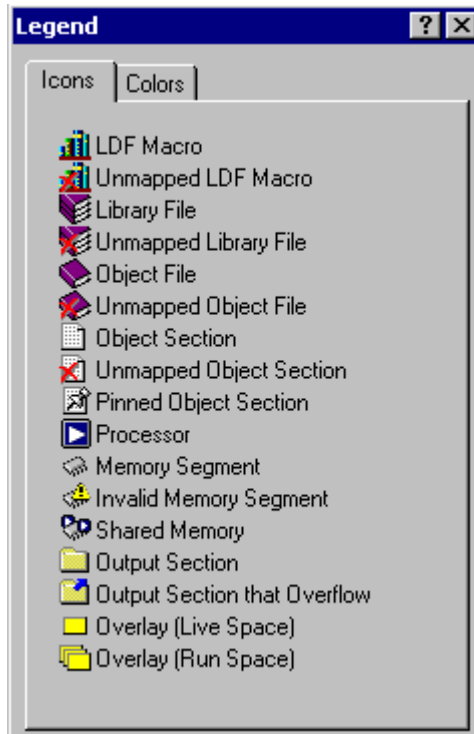 Legend
Icons Colors
LDF Macro
Unmapped LDF Macro
Library File
Unmapped Library File
Object File
Unmapped Object File
Object Section
Unmapped Object Section
Pinned Object Section
Processor
Memory Segment
Invalid Memory Segment
Shared Memory
Output Section
Output Section that Overflow
Overlay (Live Space)
Overlay (Run Space)